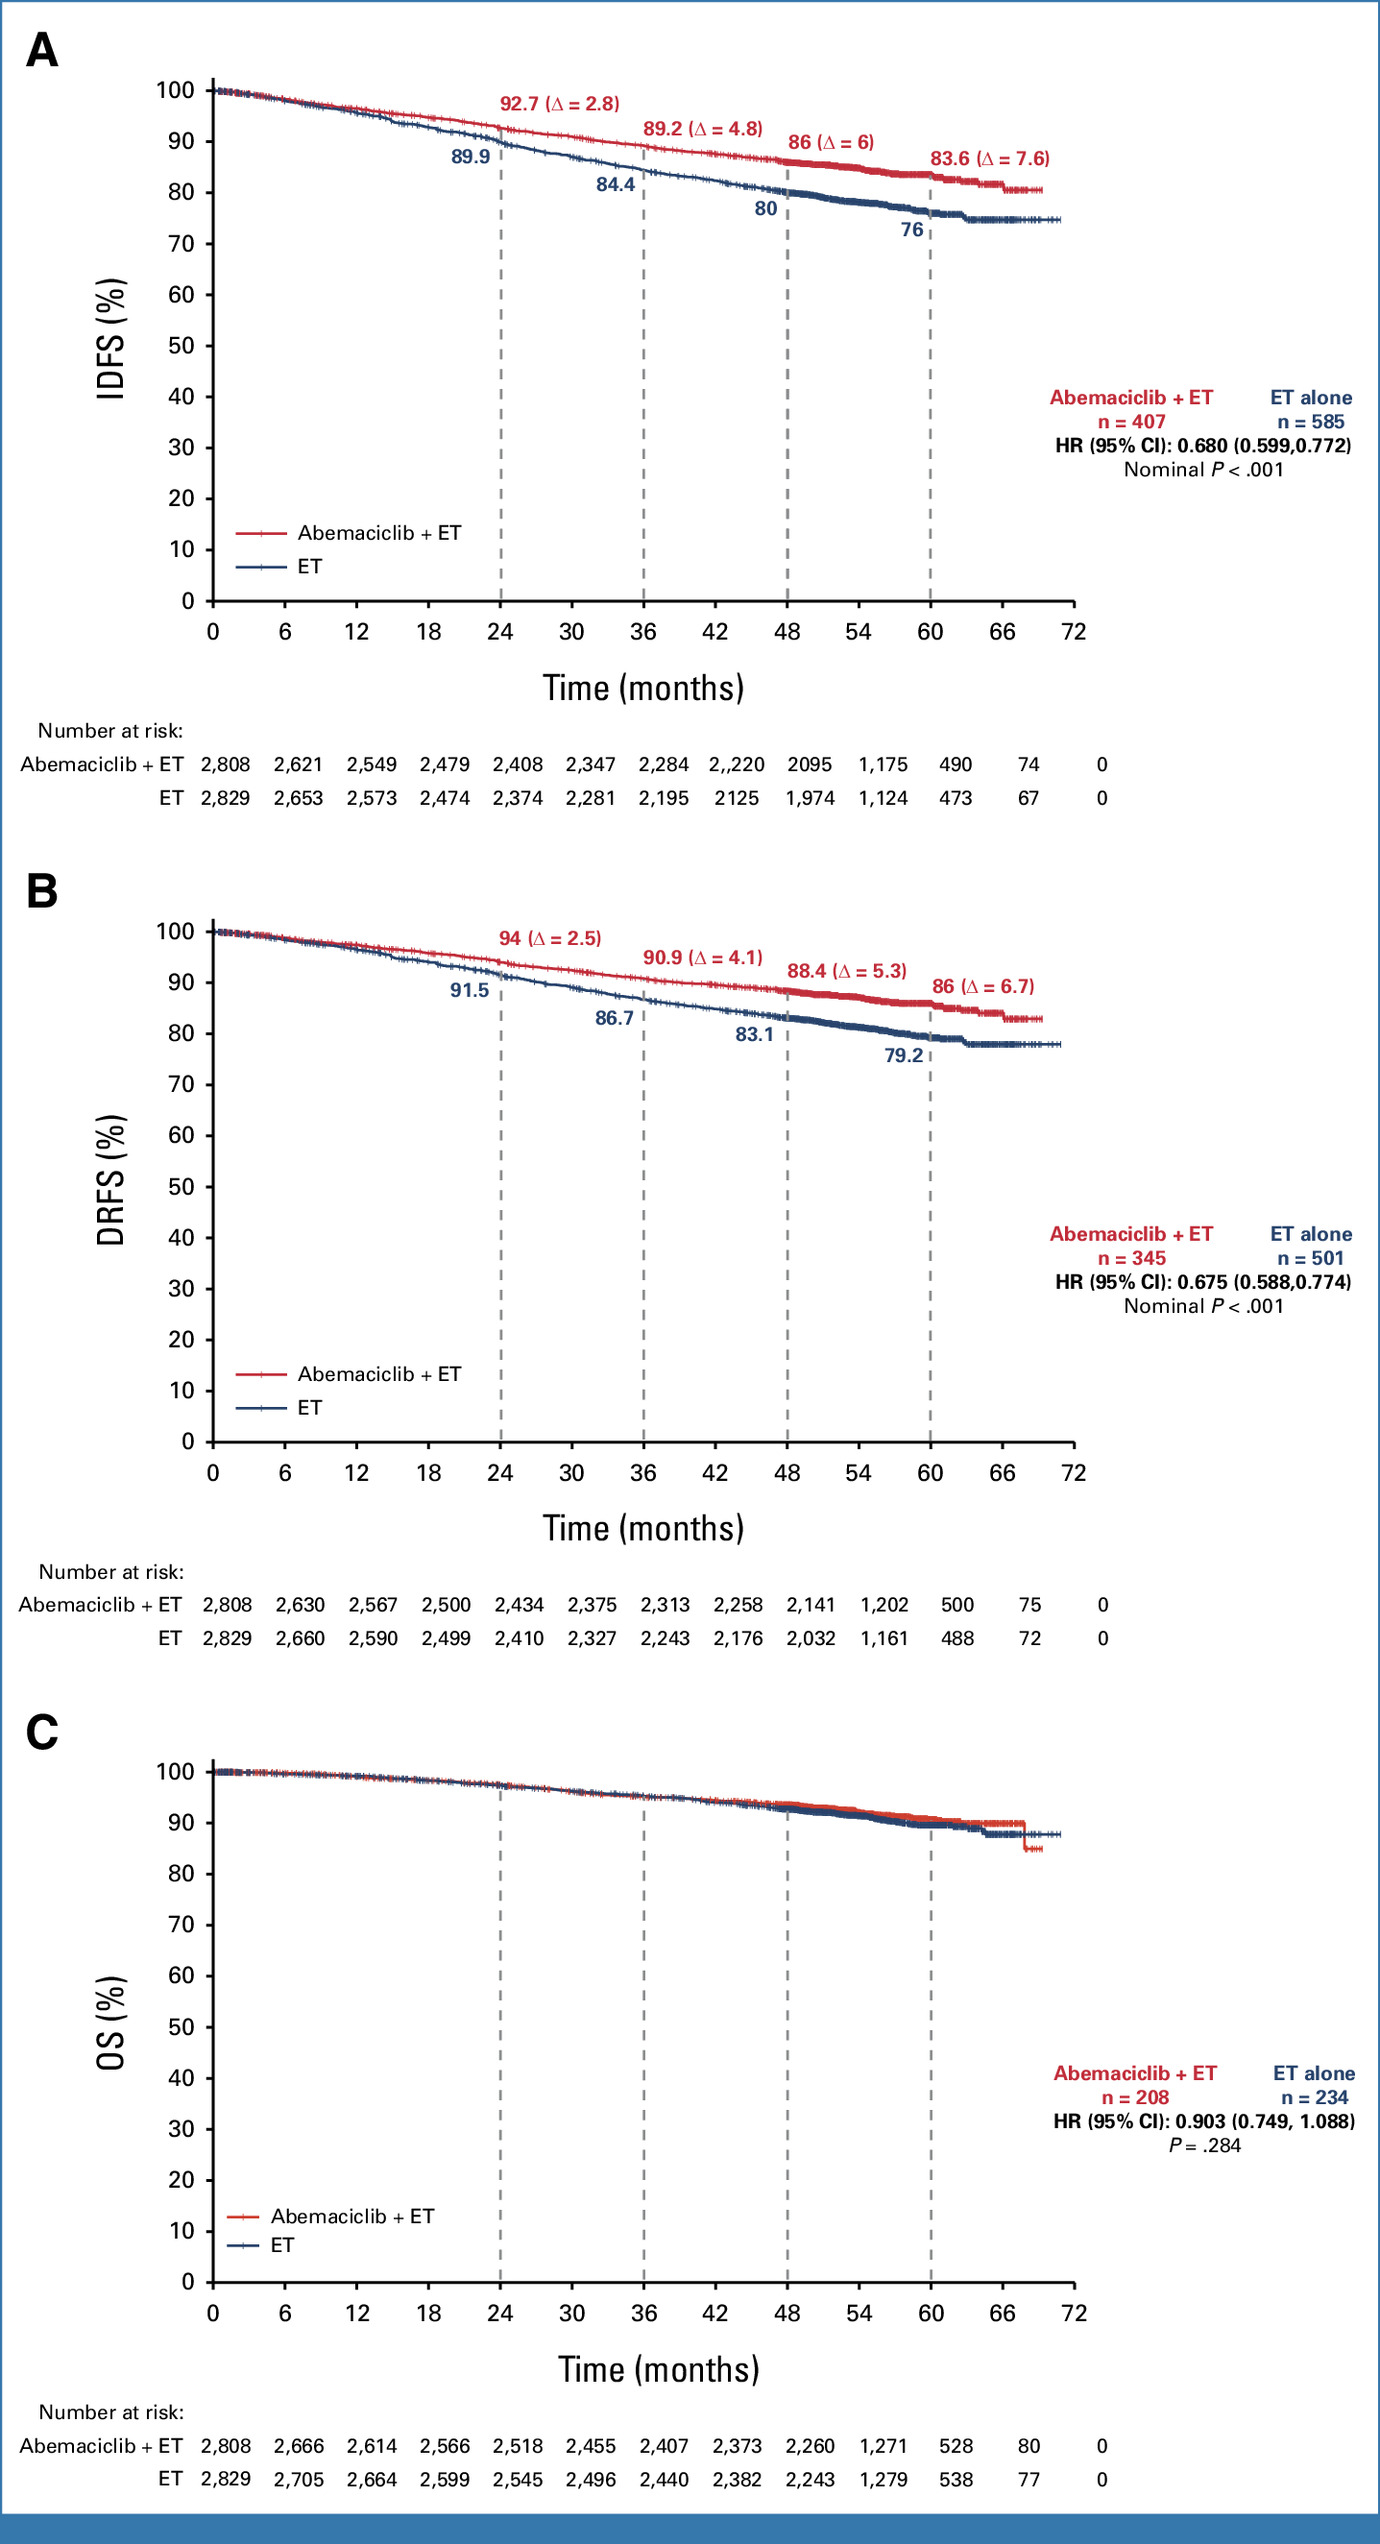 A
100
90
80
70
60
50
40
30
20
10
0
IDFS (%)
92.7 (Δ = 2.8)
89.2 (Δ = 4.8)
86 (Δ = 6)
83.6 (Δ = 7.6)
89.9
84.4
80
76
Abemaciclib + ET ET alone
n = 407 n = 585
HR (95% CI): 0.680 (0.599,0.772)
Nominal P < .001
Abemaciclib + ET
ET
0 6 12 18 24 30 36 42 48 54 60 66 72
Time (months)
Number at risk:
Abemaciclib + ET 2,808 2,621 2,549 2,479 2,408 2,347 2,284 2,,220 2095 1,175 490 74 0
ET 2,829 2,653 2,573 2,474 2,374 2,281 2,195 2125 1,974 1,124 473 67 0
B
100
90
80
70
60
50
40
30
20
10
0
DRFS (%)
94 (Δ = 2.5)
90.9 (Δ = 4.1)
88.4 (Δ = 5.3)
86 (Δ = 6.7)
91.5
86.7
83.1
79.2
Abemaciclib + ET ET alone
n = 345 n = 501
HR (95% CI): 0.675 (0.588,0.774)
Nominal P < .001
Abemaciclib + ET
ET
0 6 12 18 24 30 36 42 48 54 60 66 72
Time (months)
Number at risk:
Abemaciclib + ET 2,808 2,630 2,567 2,500 2,434 2,375 2,313 2,258 2,141 1,202 500 75 0
ET 2,829 2,660 2,590 2,499 2,410 2,327 2,243 2,176 2,032 1,161 488 72 0
C
100
90
80
70
60
50
40
30
20
10
0
OS (%)
Abemaciclib + ET ET alone
n = 208 n = 234
HR (95% CI): 0.903 (0.749, 1.088)
P = .284
Abemaciclib + ET
ET
0 6 12 18 24 30 36 42 48 54 60 66 72
Time (months)
Number at risk:
Abemaciclib + ET 2,808 2,666 2,614 2,566 2,518 2,455 2,407 2,373 2,260 1,271 528 80 0
ET 2,829 2,705 2,664 2,599 2,545 2,496 2,440 2,382 2,243 1,279 538 77 0